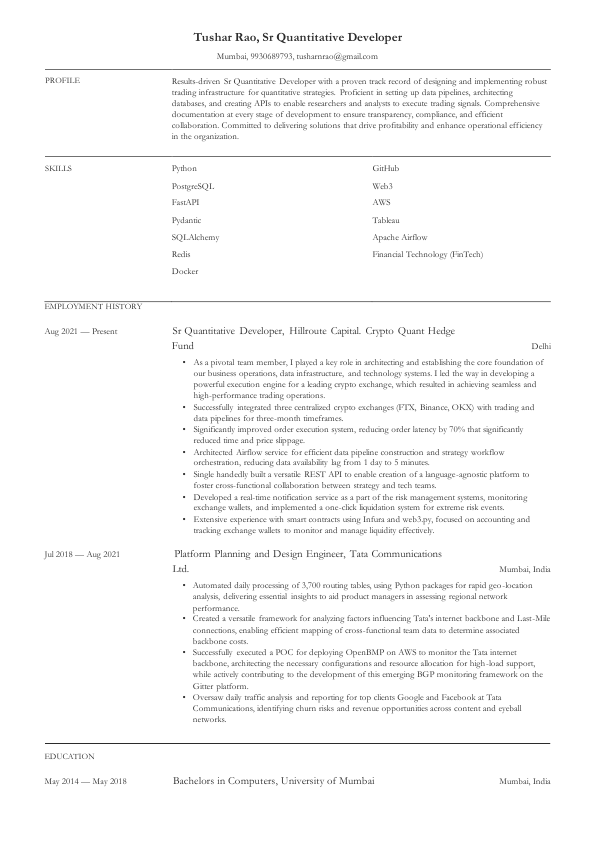 Tushar Rao, Sr Quantitative Developer
Mumbai, 9930689793, tusharnrao@gmail.com
PROFILE
Results-driven Sr Quantitative Developer with a proven track record of designing and implementing robust
trading infrastructure for quantitative strategies. Proficient in setting up data pipelines, architecting
databases, and creating APIs to enable researchers and analysts to execute trading signals. Comprehensive
documentation at every stage of development to ensure transparency, compliance, and efficient
collaboration. Committed to delivering solutions that drive profitability and enhance operational efficiency
in the organization.
SKILLS
Python
GitHub
PostgreSQL
Web3
FastAPI
AWS
Pydantic
Tableau
SQLAlchemy
Apache Airflow
Redis
Financial Technology (FinTech)
Docker
EMPLOYMENT HISTORY
Aug 2021 — Present
Sr Quantitative Developer, Hillroute Capital. Crypto Quant Hedge
Fund
Delhi
• As a pivotal team member, I played a key role in architecting and establishing the core foundation of
our business operations, data infrastructure, and technology systems. I led the way in developing a
powerful execution engine for a leading crypto exchange, which resulted in achieving seamless and
high-performance trading operations.
• Successfully integrated three centralized crypto exchanges (FTX, Binance, OKX) with trading and
data pipelines for three-month timeframes.
• Significantly improved order execution system, reducing order latency by 70% that significantly
reduced time and price slippage.
• Architected Airflow service for efficient data pipeline construction and strategy workflow
orchestration, reducing data availability lag from 1 day to 5 minutes.
• Single handedly built a versatile REST API to enable creation of a language-agnostic platform to
foster cross-functional collaboration between strategy and tech teams.
• Developed a real-time notification service as a part of the risk management systems, monitoring
exchange wallets, and implemented a one-click liquidation system for extreme risk events.
• Extensive experience with smart contracts using Infura and web3.py, focused on accounting and
tracking exchange wallets to monitor and manage liquidity effectively.
Jul 2018 — Aug 2021
Platform Planning and Design Engineer, Tata Communications
Ltd.
Mumbai, India
• Automated daily processing of 3,700 routing tables, using Python packages for rapid geo-location
analysis, delivering essential insights to aid product managers in assessing regional network
performance.
• Created a versatile framework for analyzing factors influencing Tata's internet backbone and Last-Mile
connections, enabling efficient mapping of cross-functional team data to determine associated
backbone costs.
• Successfully executed a POC for deploying OpenBMP on AWS to monitor the Tata internet
backbone, architecting the necessary configurations and resource allocation for high-load support,
while actively contributing to the development of this emerging BGP monitoring framework on the
Gitter platform.
• Oversaw daily traffic analysis and reporting for top clients Google and Facebook at Tata
Communications, identifying churn risks and revenue opportunities across content and eyeball
networks.
EDUCATION
May 2014 — May 2018
Bachelors in Computers, University of Mumbai
Mumbai, India